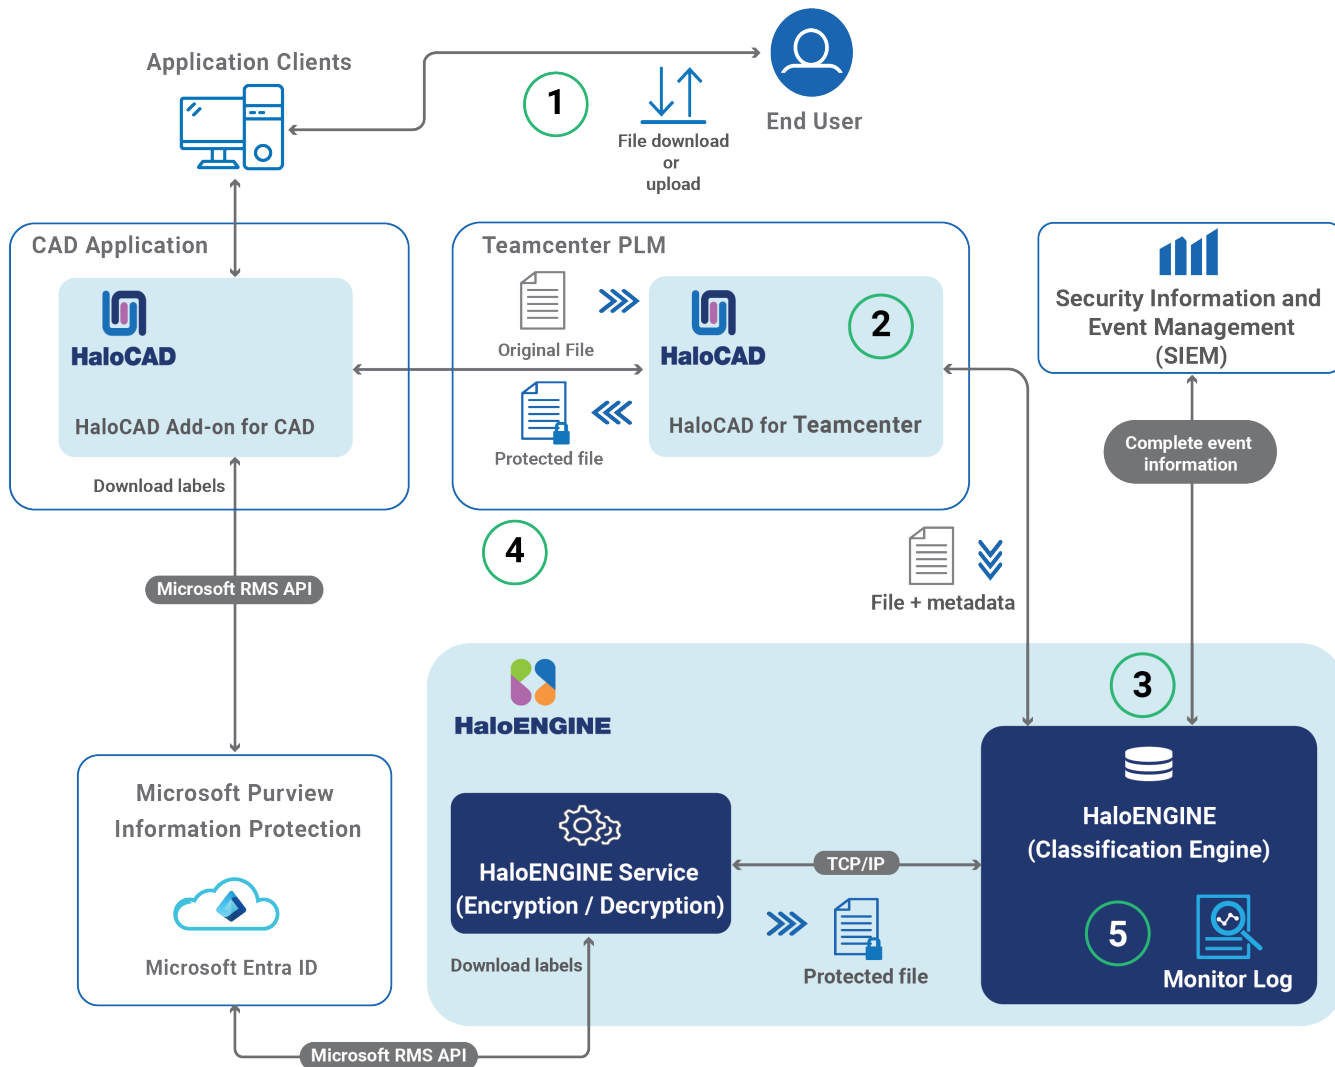 Application Clients
1
File download
or
upload
End User
CAD Application
HaloCAD
HaloCAD Add-on for CAD
Download labels
Teamcenter PLM
Original File
Protected file
HaloCAD
2
HaloCAD for Teamcenter
Security Information and
Event Management
(SIEM)
Complete event
information
4
File + metadata
Microsoft RMS API
Microsoft Purview
Information Protection
Microsoft Entra ID
Microsoft RMS API
HaloENGINE
3
HaloENGINE Service
(Encryption / Decryption)
Download labels
TCP/IP
Protected file
HaloENGINE
(Classification Engine)
5
Monitor Log